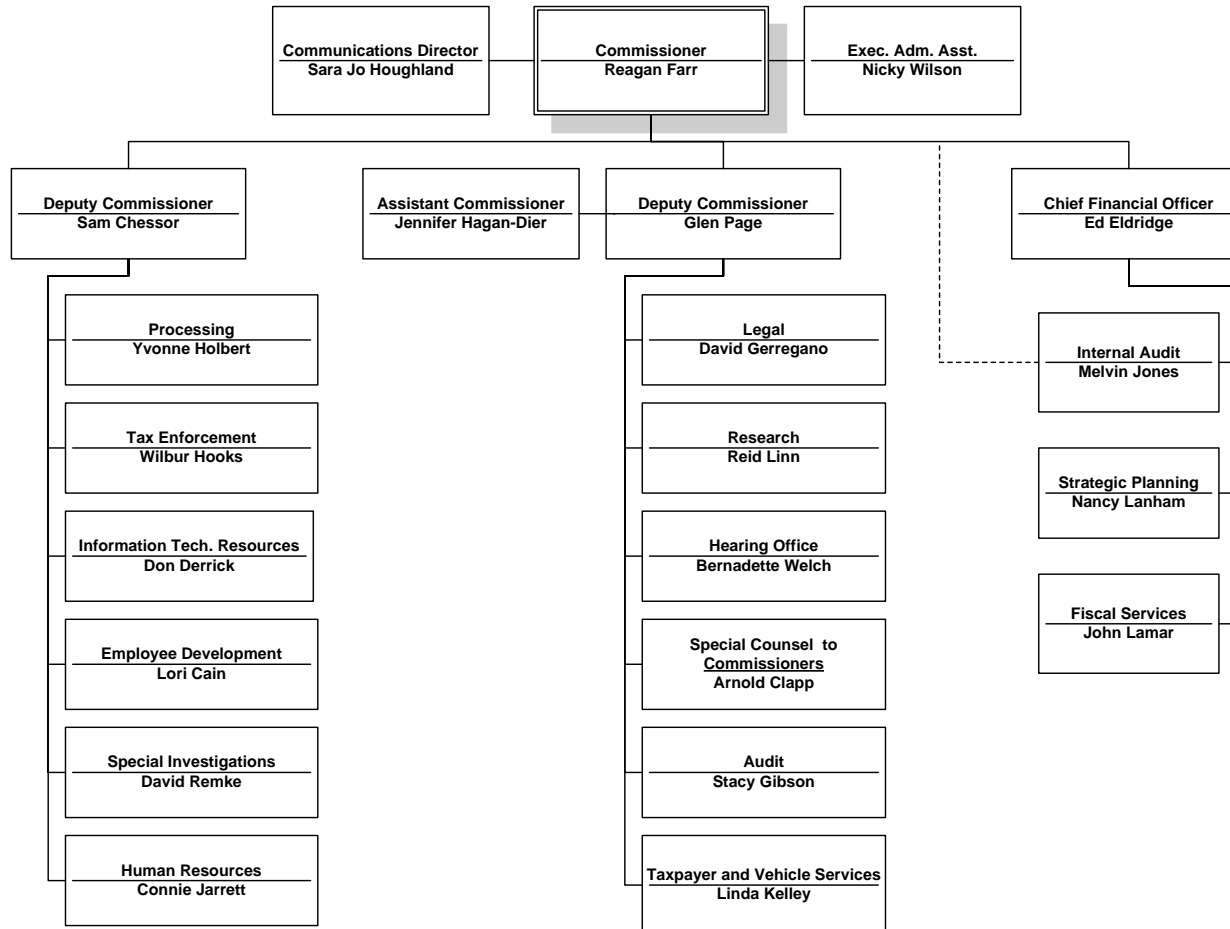 Communications Director
Sara Jo Houghland
Commissioner
Reagan Farr
Exec. Adm. Asst.
Nicky Wilson
Deputy Commissioner
Sam Chessor
Assistant Commissioner
Jennifer Hagan-Dier
Deputy Commissioner
Glen Page
Chief Financial Officer
Ed Eldridge
Processing
Yvonne Holbert
Tax Enforcement
Wilbur Hooks
Information Tech. Resources
Don Derrick
Employee Development
Lori Cain
Special Investigations
David Remke
Human Resources
Connie Jarrett
Legal
David Gerregano
Research
Reid Linn
Hearing Office
Bernadette Welch
Special Counsel to
Commissioners
Arnold Clapp
Audit
Stacy Gibson
Taxpayer and Vehicle Services
Linda Kelley
Internal Audit
Melvin Jones
Strategic Planning
Nancy Lanham
Fiscal Services
John Lamar